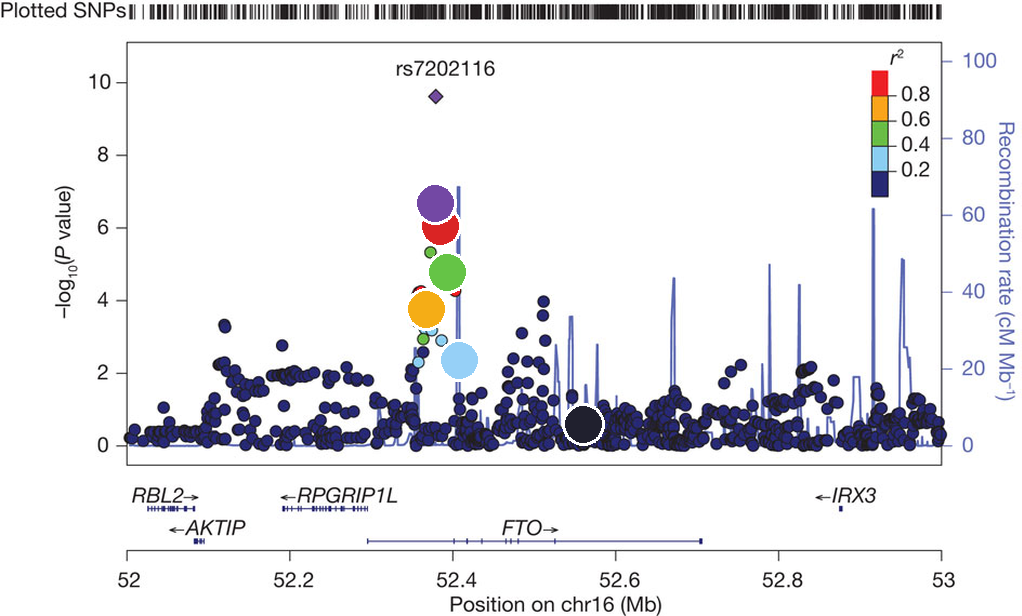 Plotted SNPs
rs7202116
r²
0.8
0.6
0.4
0.2
10
8
6
4
2
0
–log₁₀(P value)
100
80
60
40
20
0
Recombination rate (cM Mb⁻¹)
RBL2→
←RPGRIP1L
←IRX3
←AKTIP
FTO→
52
52.2
52.4
52.6
52.8
53
Position on chr16 (Mb)